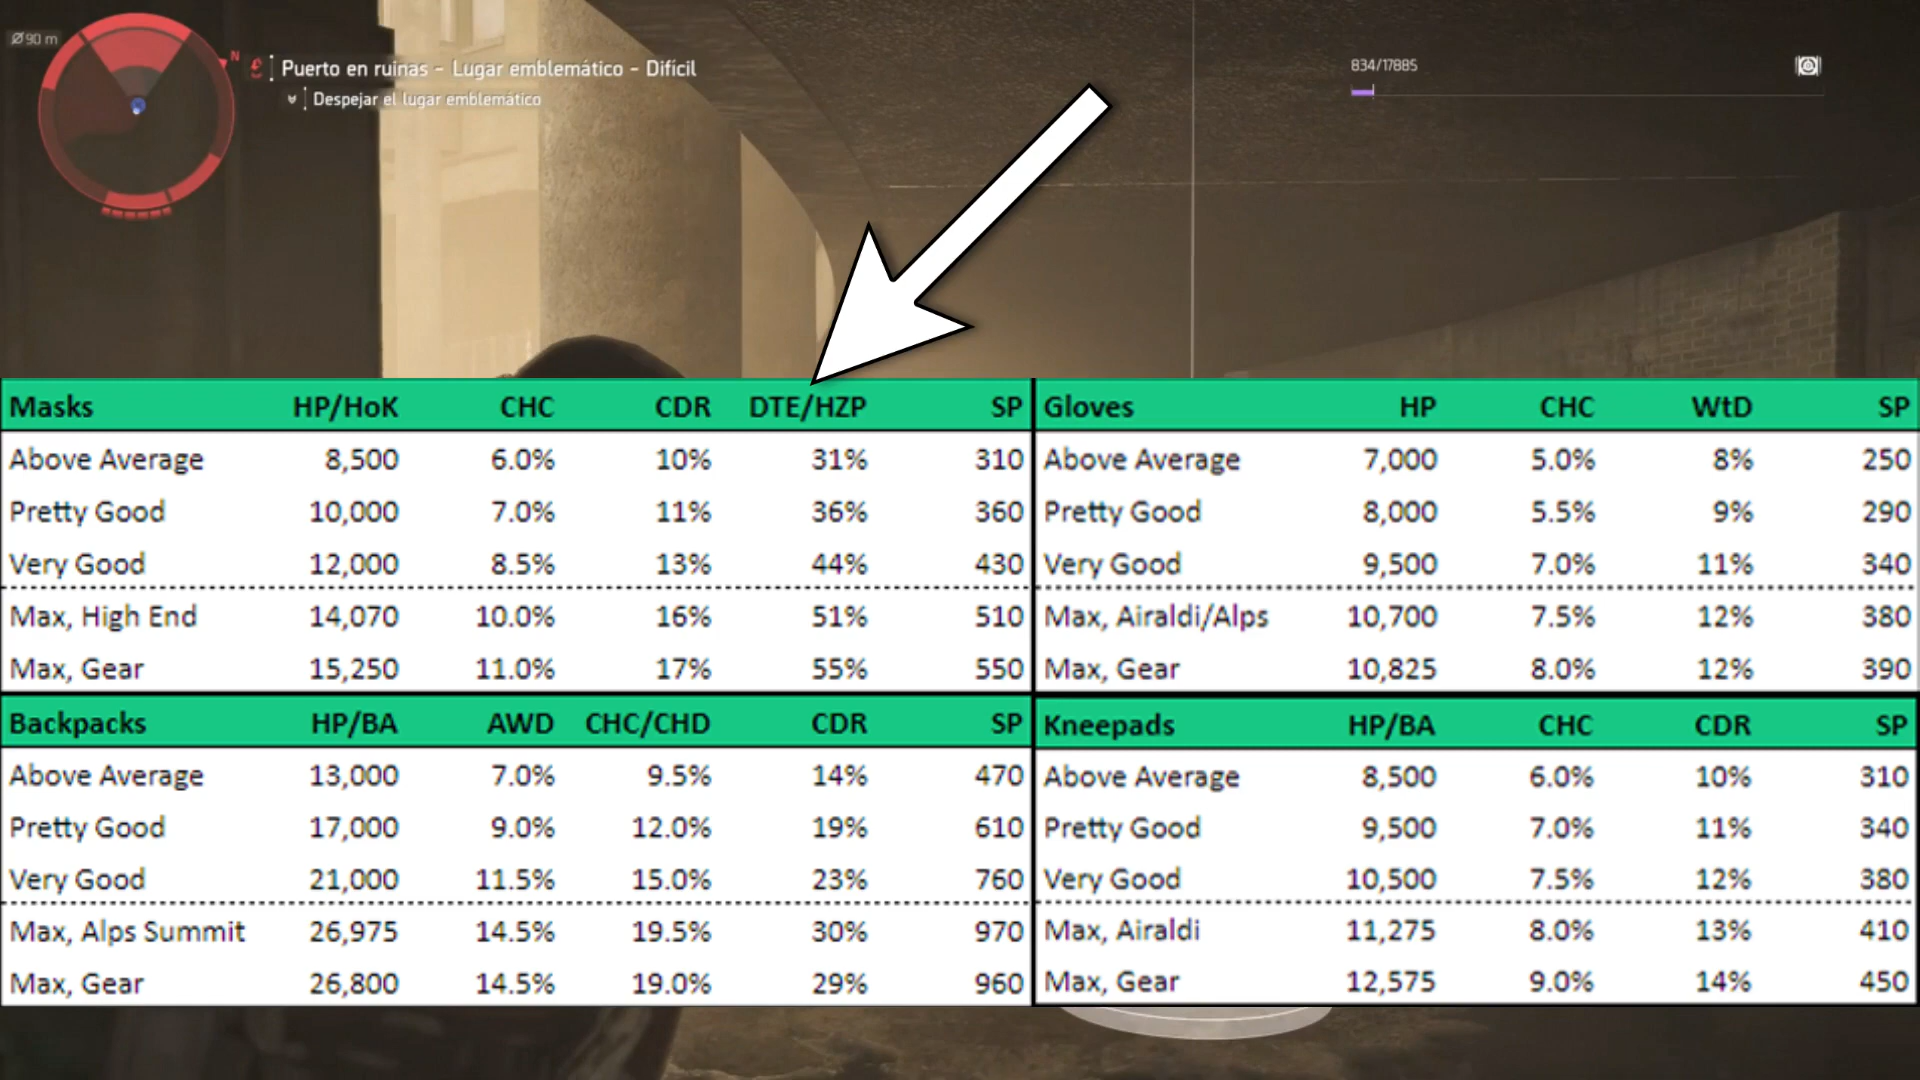 Ø90 m
N
Puerto en ruinas - Lugar emblemático - Difícil
Despejar el lugar emblemático
834/17885
Masks HP/HoK CHC CDR DTE/HZP SP
Above Average 8,500 6.0% 10% 31% 310
Pretty Good 10,000 7.0% 11% 36% 360
Very Good 12,000 8.5% 13% 44% 430
Max, High End 14,070 10.0% 16% 51% 510
Max, Gear 15,250 11.0% 17% 55% 550
Gloves HP CHC WtD SP
Above Average 7,000 5.0% 8% 250
Pretty Good 8,000 5.5% 9% 290
Very Good 9,500 7.0% 11% 340
Max, Airaldi/Alps 10,700 7.5% 12% 380
Max, Gear 10,825 8.0% 12% 390
Backpacks HP/BA AWD CHC/CHD CDR SP
Above Average 13,000 7.0% 9.5% 14% 470
Pretty Good 17,000 9.0% 12.0% 19% 610
Very Good 21,000 11.5% 15.0% 23% 760
Max, Alps Summit 26,975 14.5% 19.5% 30% 970
Max, Gear 26,800 14.5% 19.0% 29% 960
Kneepads HP/BA CHC CDR SP
Above Average 8,500 6.0% 10% 310
Pretty Good 9,500 7.0% 11% 340
Very Good 10,500 7.5% 12% 380
Max, Airaldi 11,275 8.0% 13% 410
Max, Gear 12,575 9.0% 14% 450